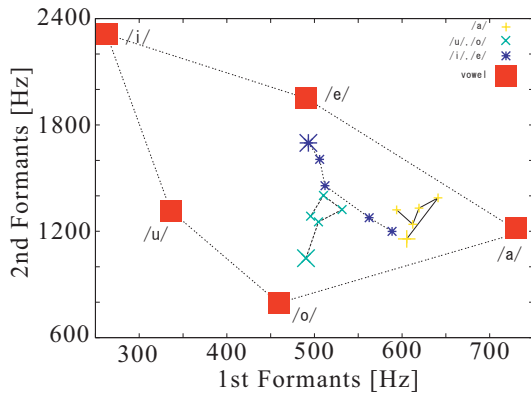 2400
1800
1200
600
2nd Formants [Hz]
300 400 500 600 700
1st Formants [Hz]
/a/
/u/,/o/
/i/,/e/
vowel
/i/
/e/
/u/
/o/
/a/